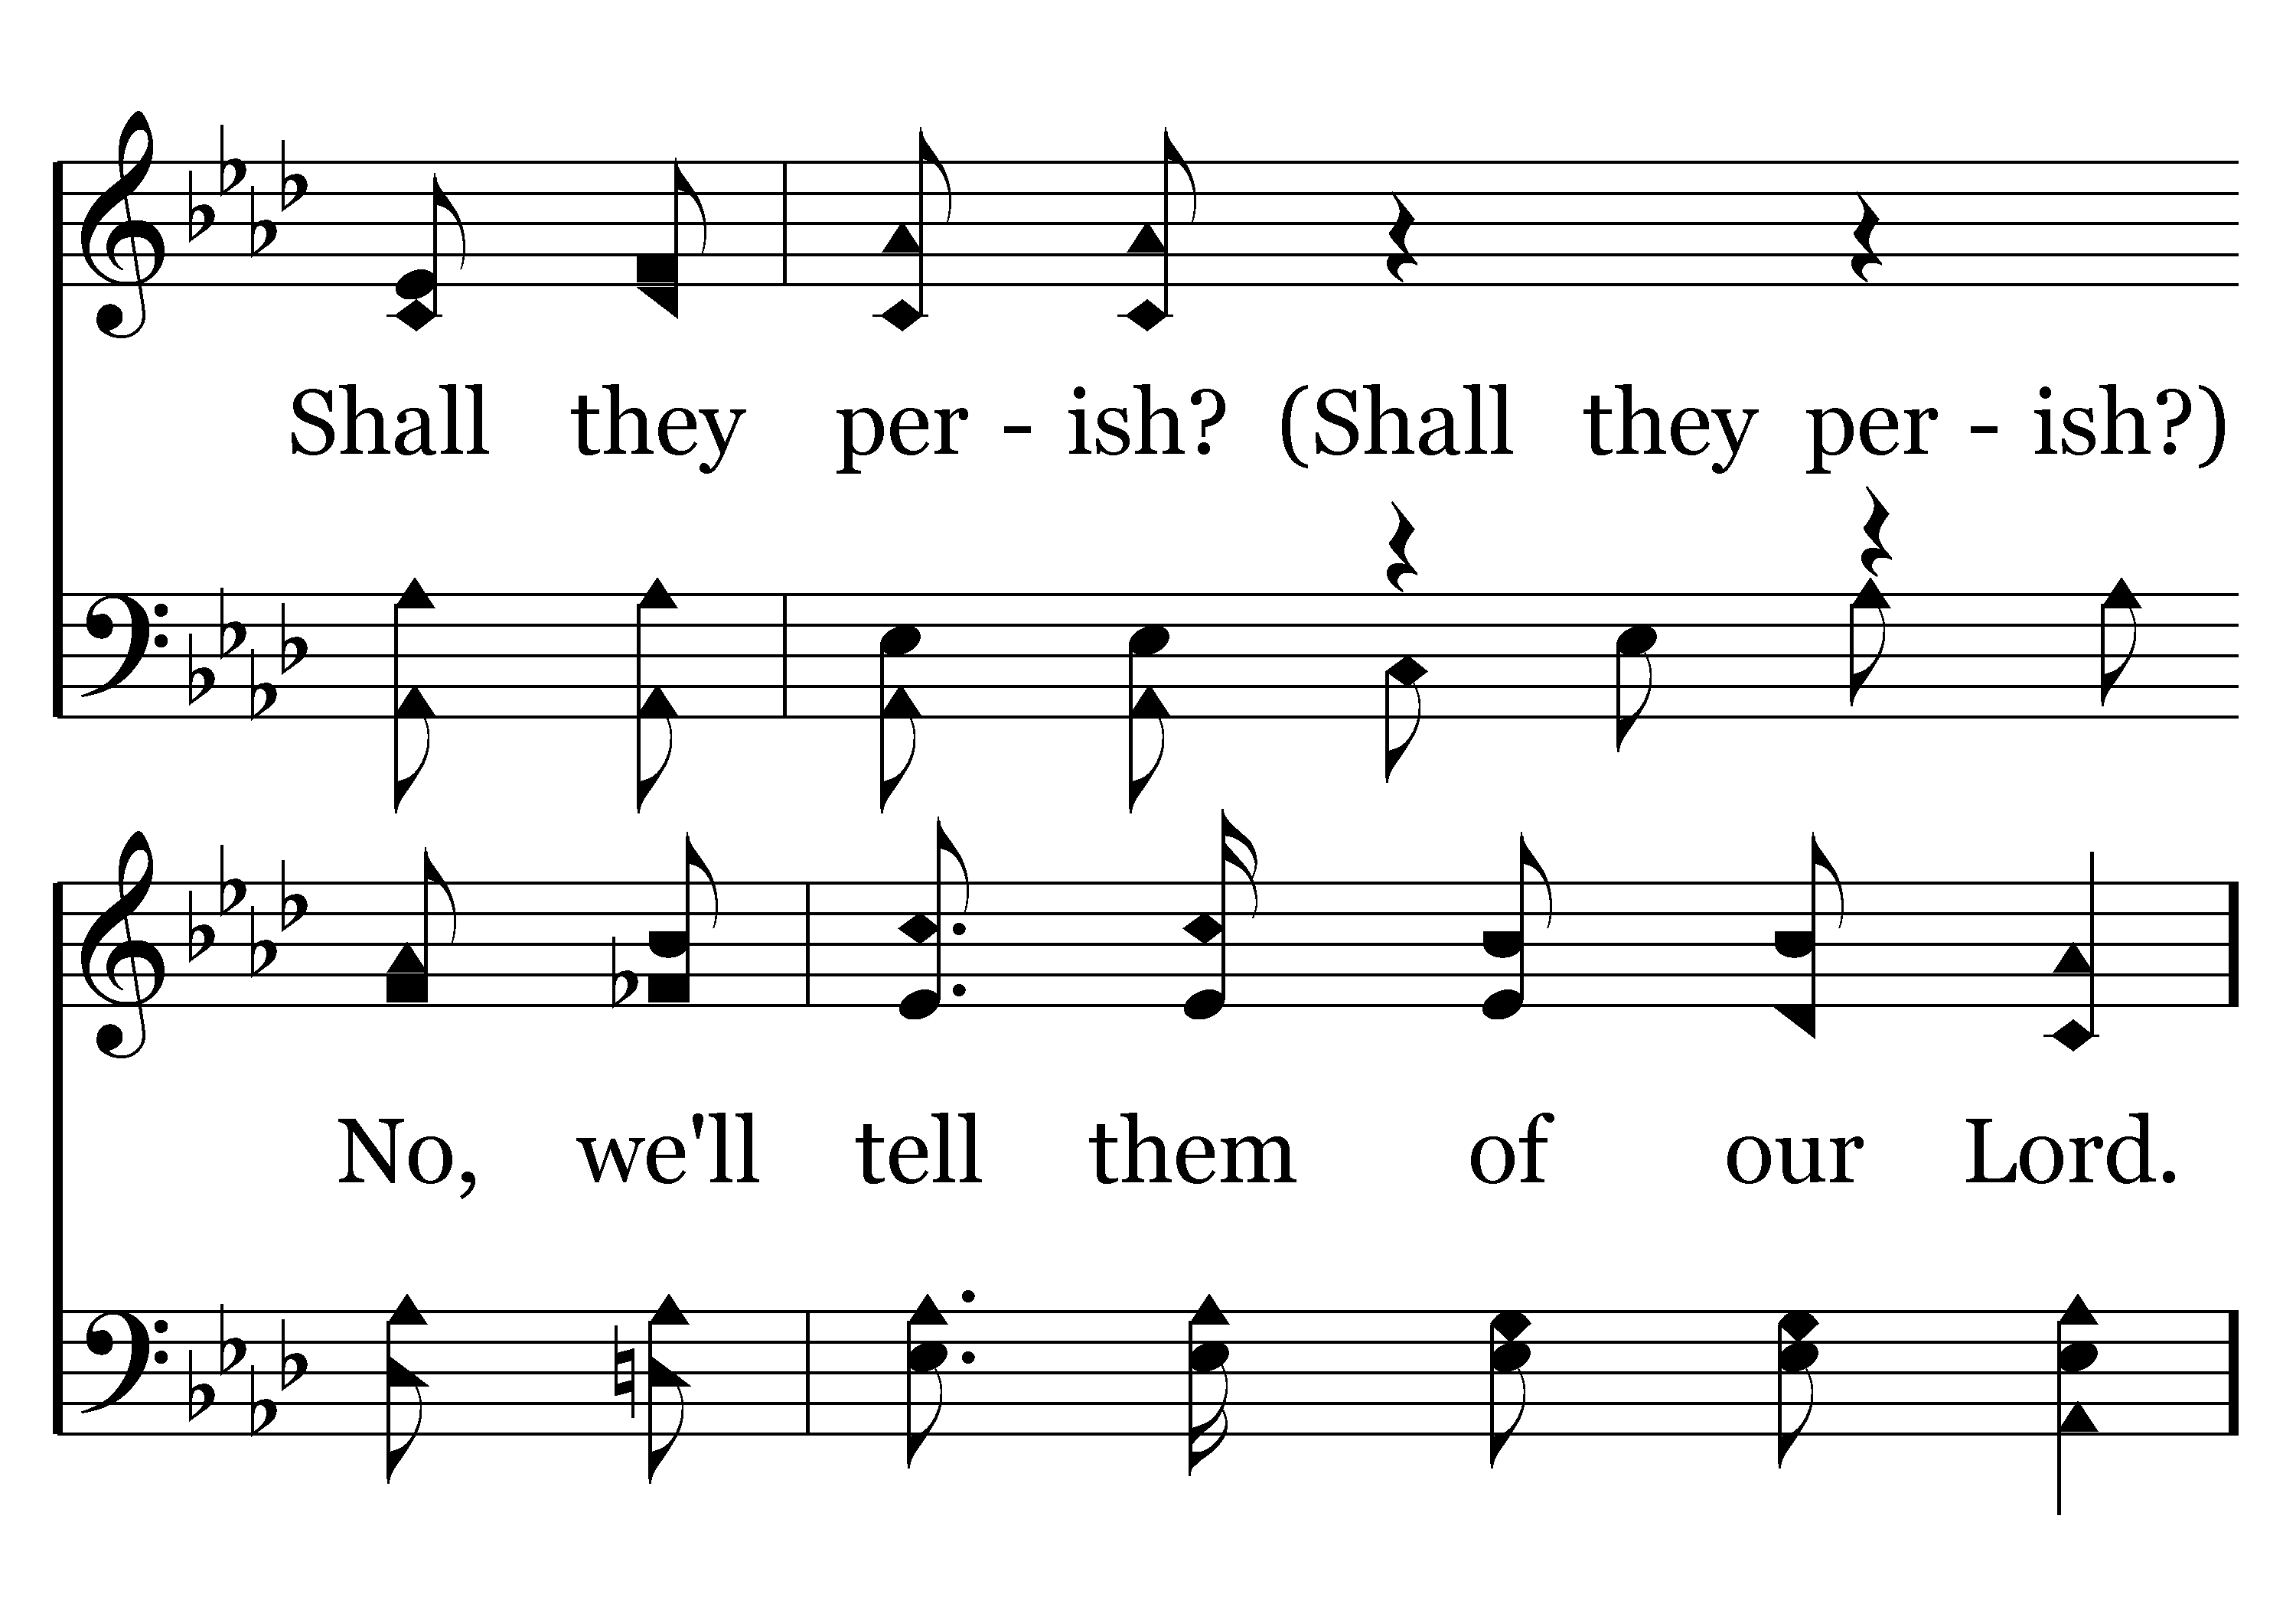 Shall they per - ish? (Shall they per - ish?)
No, we'll tell them of our Lord.